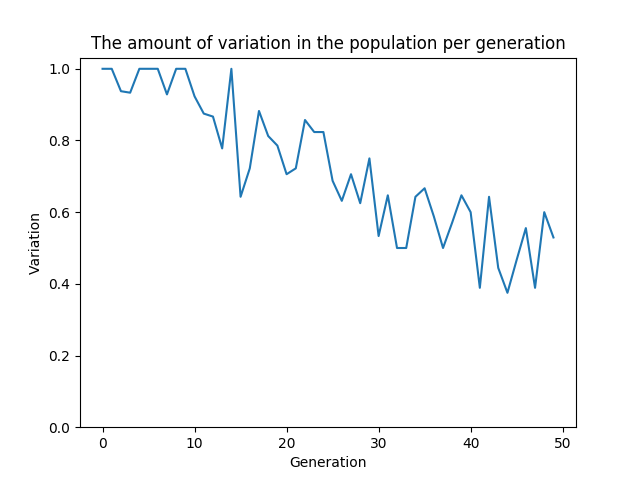 The amount of variation in the population per generation
1.0
0.8
0.6
0.4
0.2
0.0
Variation
0 10 20 30 40 50
Generation